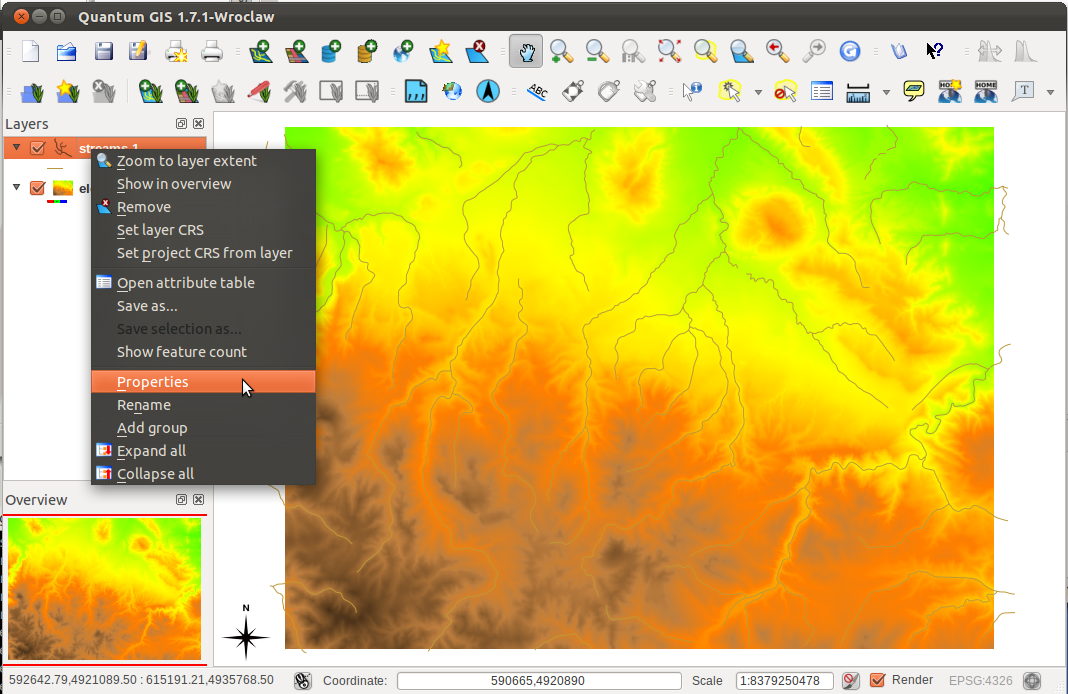 Quantum GIS 1.7.1-Wroclaw
Layers
streams 1
Zoom to layer extent
Show in overview
Remove
Set layer CRS
Set project CRS from layer
Open attribute table
Save as...
Save selection as...
Show feature count
Properties
Rename
Add group
Expand all
Collapse all
Overview
N
592642.79,4921089.50 : 615191.21,4935768.50
Coordinate:
590665,4920890
Scale
1:8379250478
Render
EPSG:4326